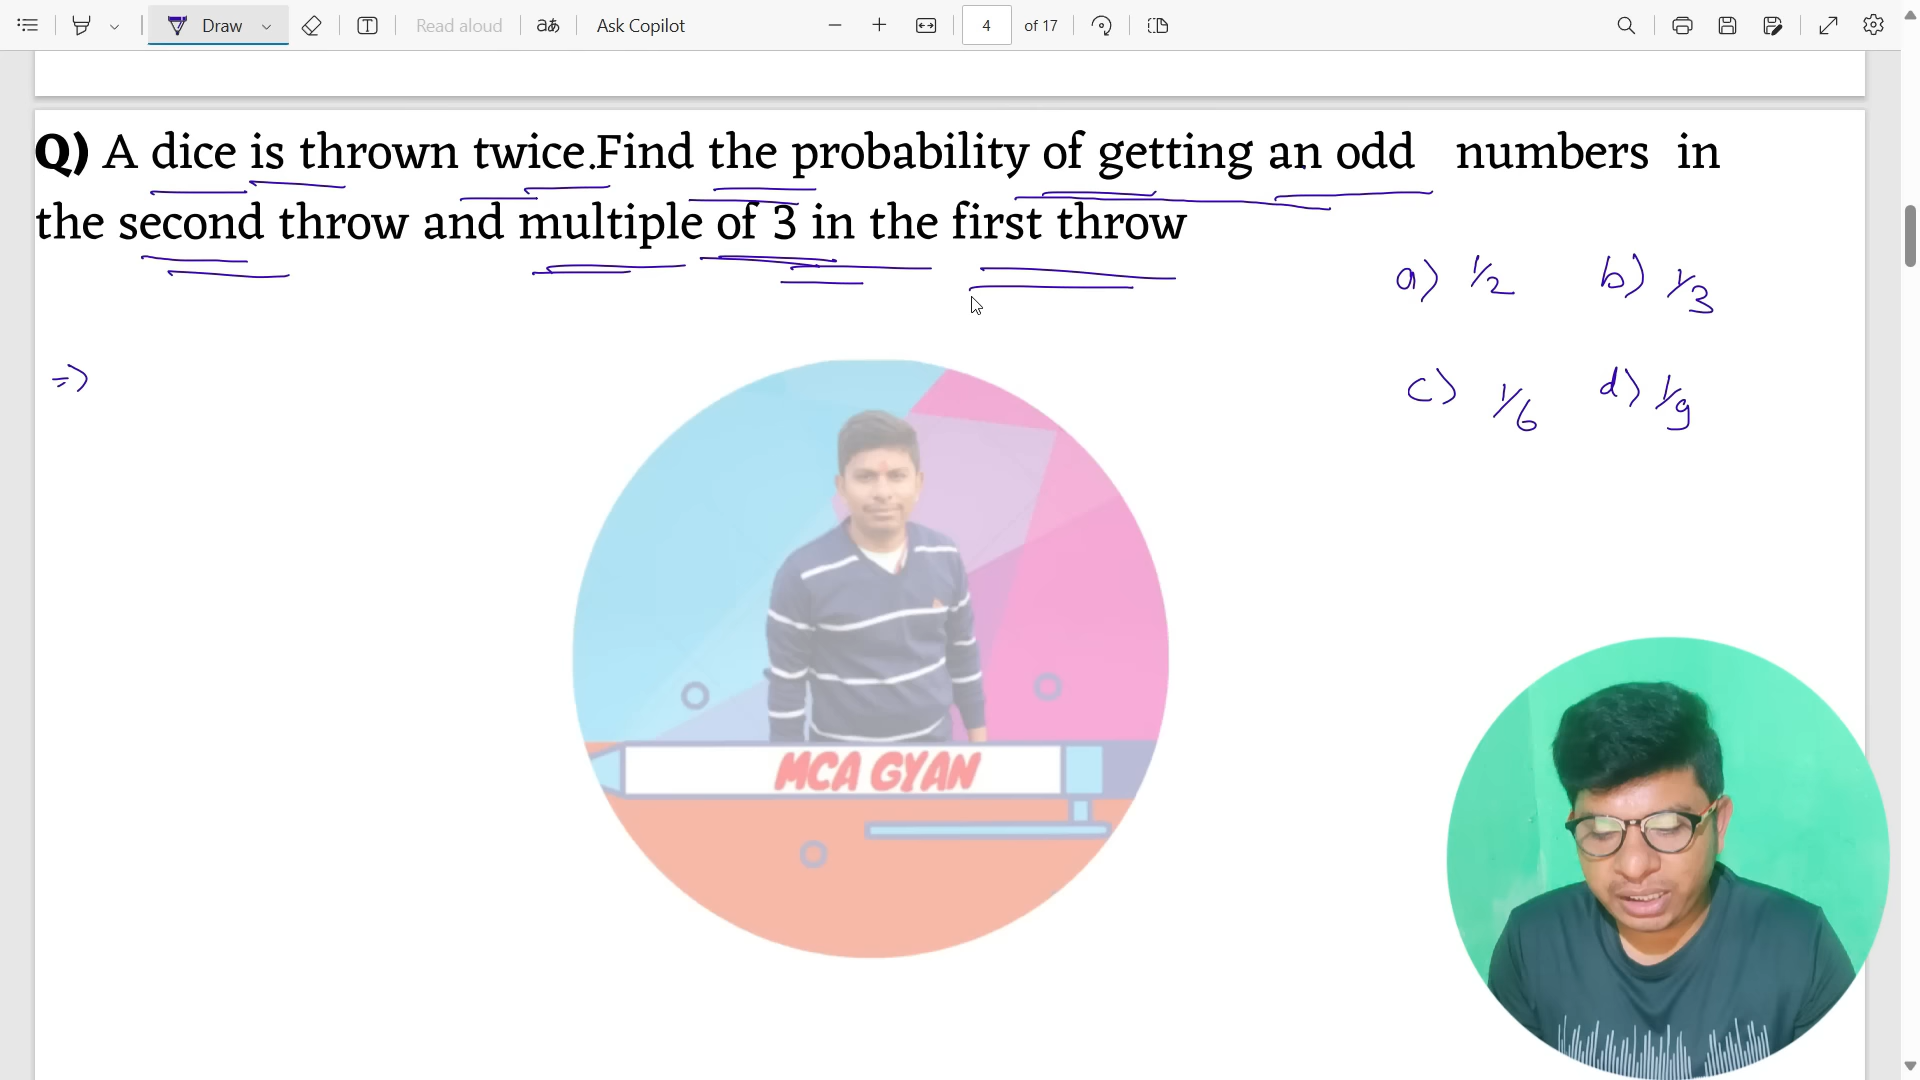 Draw
Read aloud
aあ
Ask Copilot
4 of 17
Q) A dice is thrown twice.Find the probability of getting an odd numbers in
the second throw and multiple of 3 in the first throw
a) 1/2 b) 1/3
=>
c) 1/6 d) 1/9
MCA GYAN